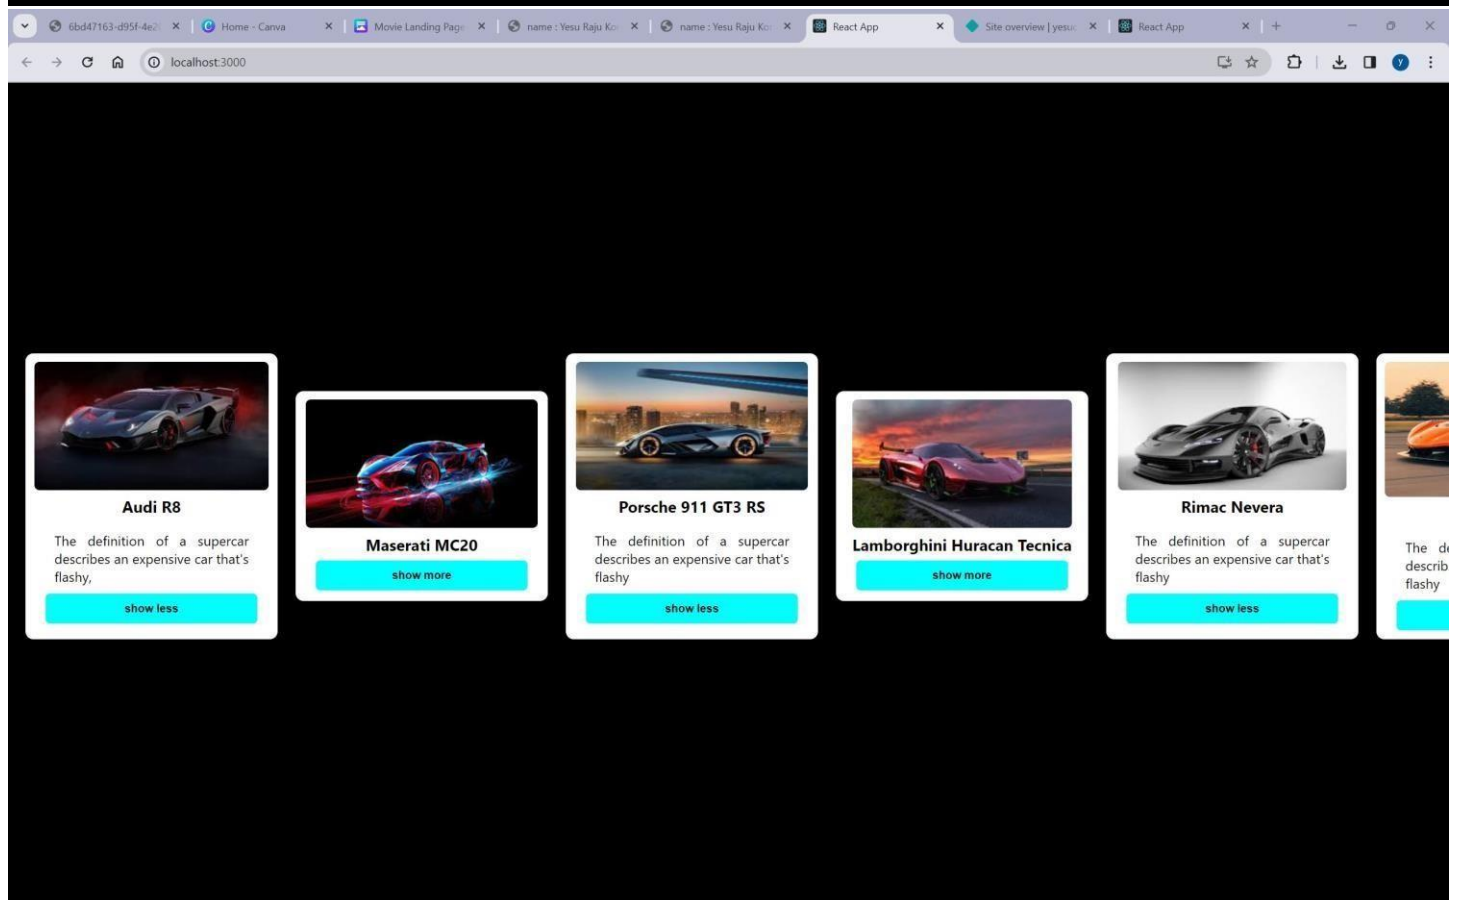 6bd47163-d95f-4e2
Home - Canva
Movie Landing Page
name : Yesu Raju Ko
name : Yesu Raju Ko
React App
Site overview | yesu
React App
localhost:3000
y
Audi R8
The definition of a supercar
describes an expensive car that's
flashy,
show less
Maserati MC20
show more
Porsche 911 GT3 RS
The definition of a supercar
describes an expensive car that's
flashy
show less
Lamborghini Huracan Tecnica
show more
Rimac Nevera
The definition of a supercar
describes an expensive car that's
flashy
show less
The de
describ
flashy